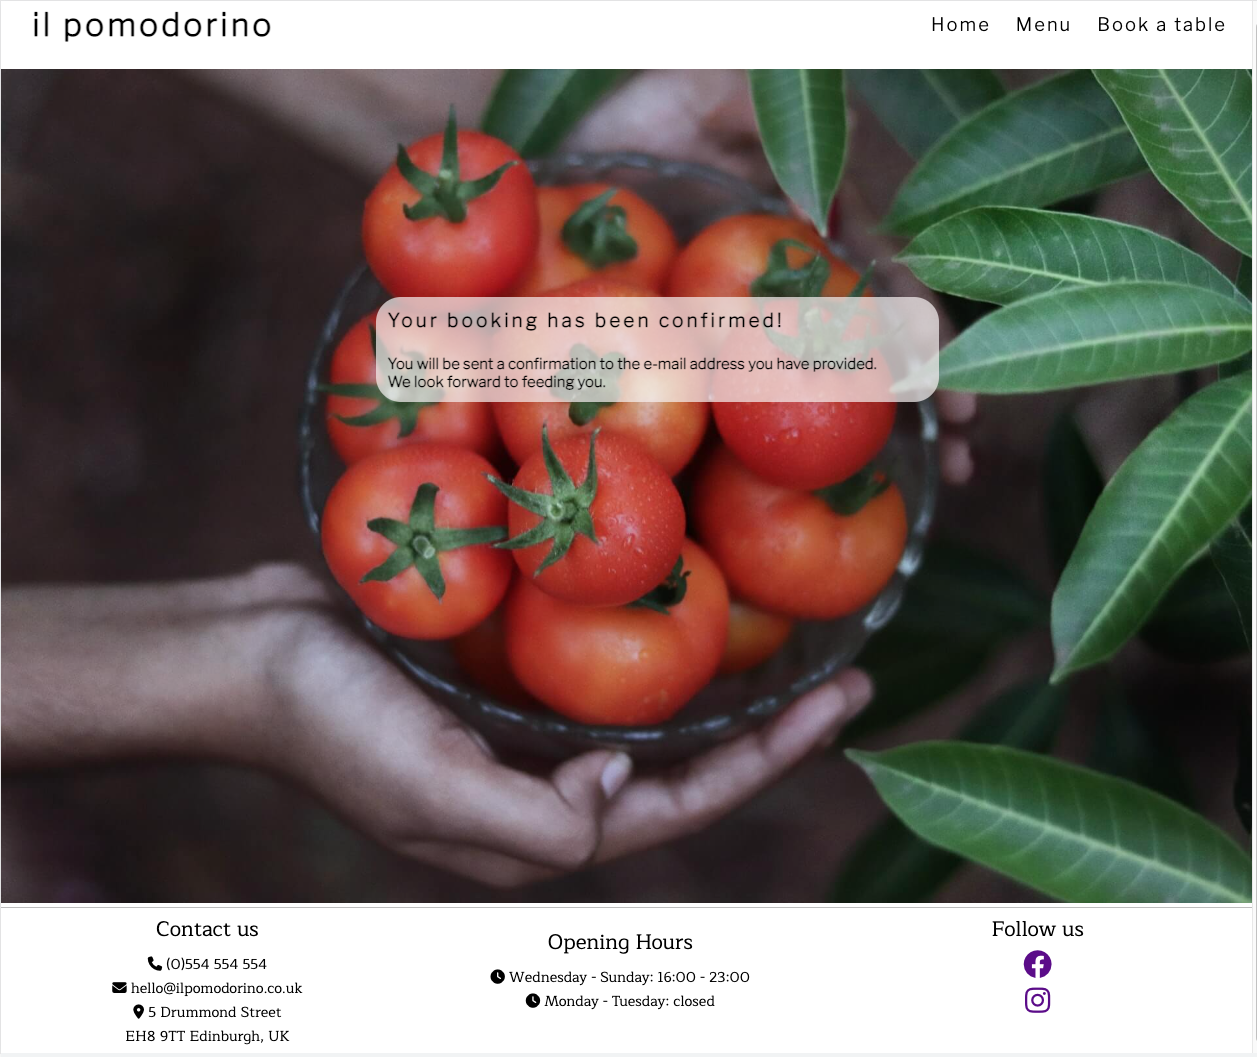 il pomodorino
Home Menu Book a table
Your booking has been confirmed!
You will be sent a confirmation to the e-mail address you have provided.
We look forward to feeding you.
Contact us
(0)554 554 554
hello@ilpomodorino.co.uk
5 Drummond Street
EH8 9TT Edinburgh, UK
Opening Hours
Wednesday - Sunday: 16:00 - 23:00
Monday - Tuesday: closed
Follow us